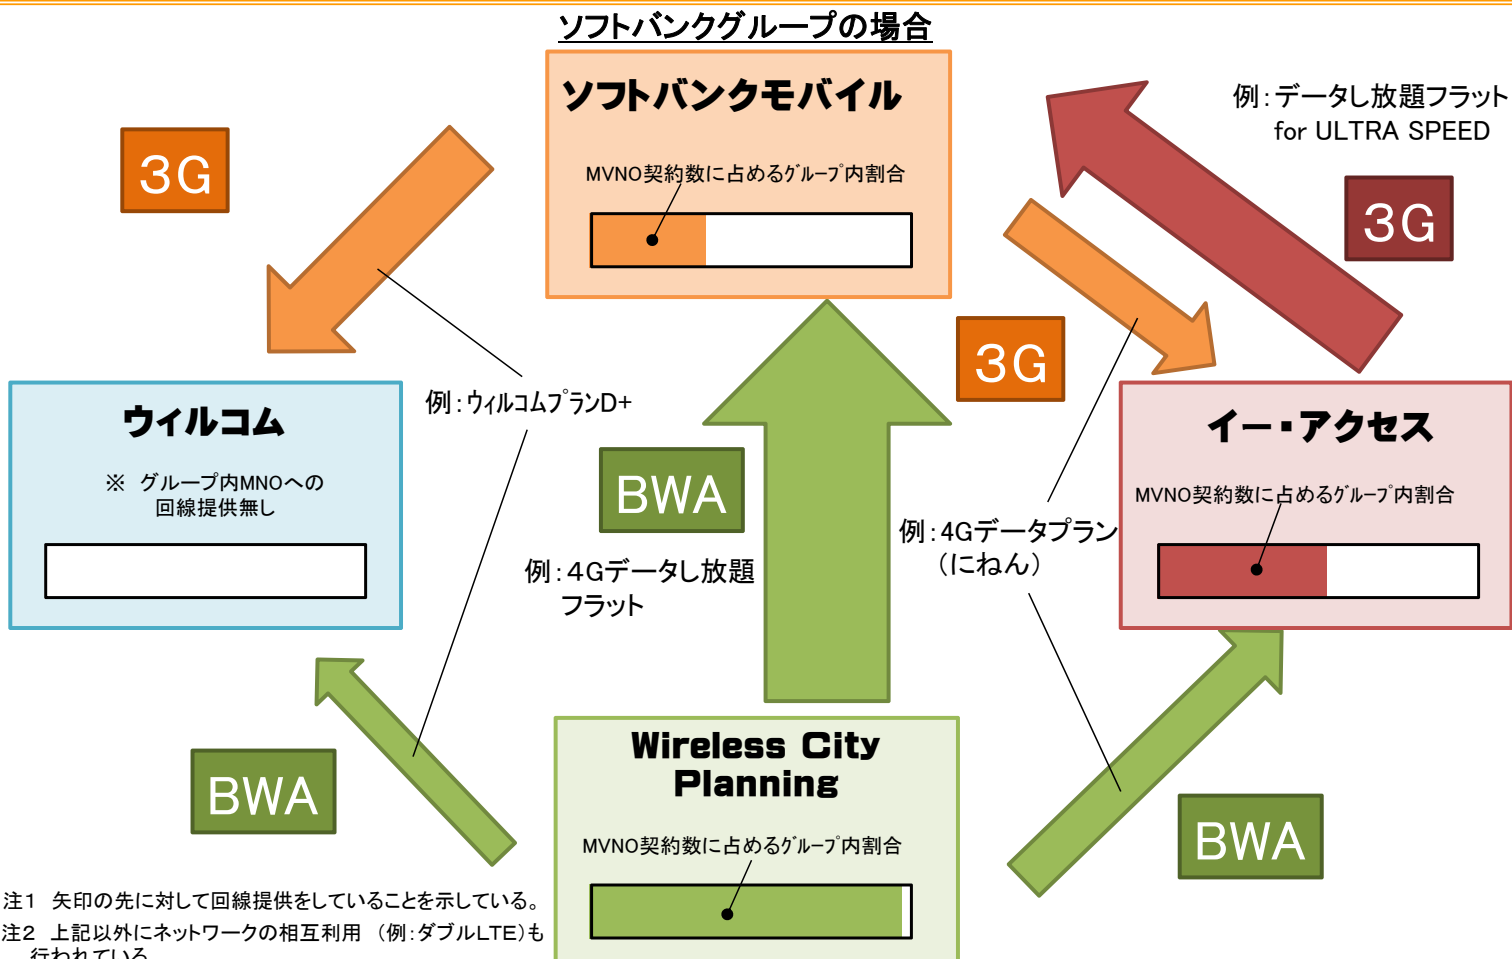 ソフトバンクグループの場合
ソフトバンクモバイル
MVNO契約数に占めるグループ内割合
例：データし放題フラット
for ULTRA SPEED
3G
3G
3G
ウィルコム
※ グループ内MNOへの
回線提供無し
例：ウィルコムプランD+
BWA
例：４Gデータし放題
フラット
イー・アクセス
MVNO契約数に占めるグループ内割合
例：4Gデータプラン
（にねん）
BWA
BWA
Wireless City
Planning
MVNO契約数に占めるグループ内割合
注１ 矢印の先に対して回線提供をしていることを示している。
注２ 上記以外にネットワークの相互利用 （例：ダブルLTE）も
行われている